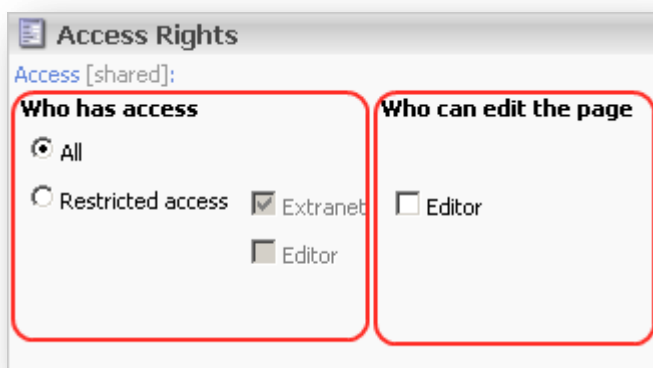 Access Rights
Access [shared]:
Who has access
All
Restricted access
Extranet
Editor
Who can edit the page
Editor